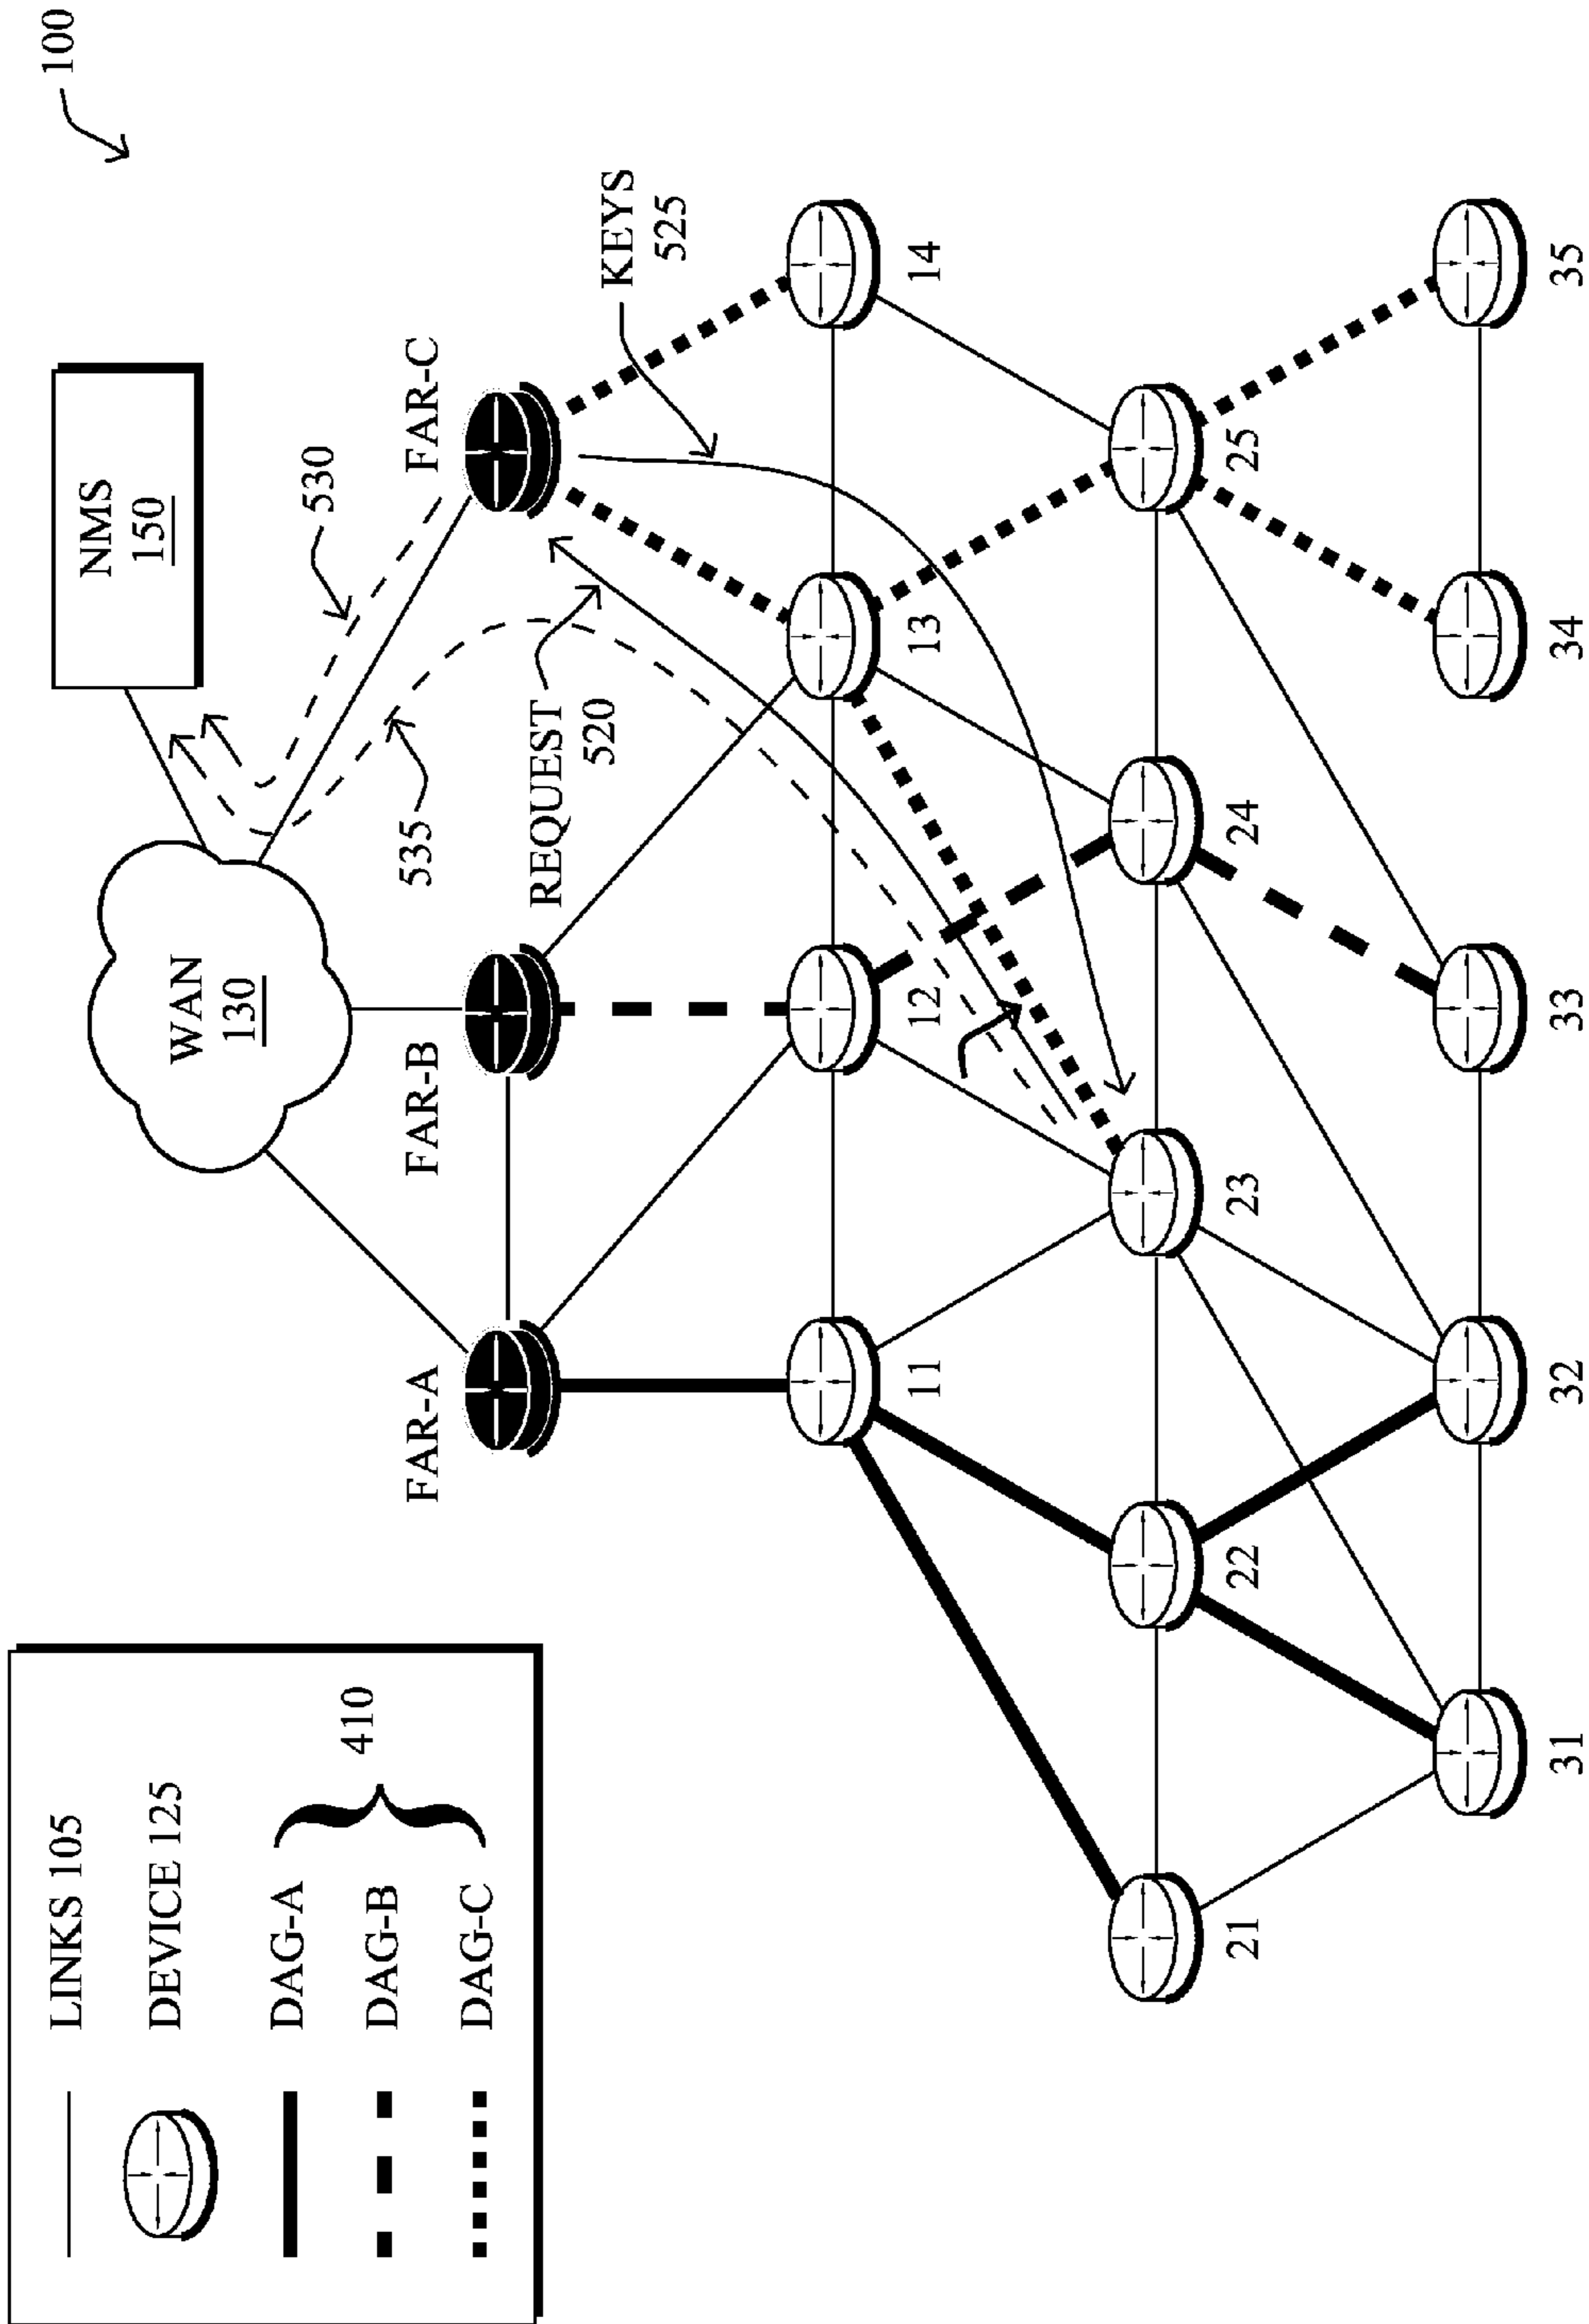 100
LINKS 105
DEVICE 125
DAG-A
DAG-B
DAG-C
410
NMS
150
WAN
130
530
535
FAR-A
FAR-B
FAR-C
REQUEST
520
KEYS
525
11
12
13
14
21
22
23
24
25
31
32
33
34
35